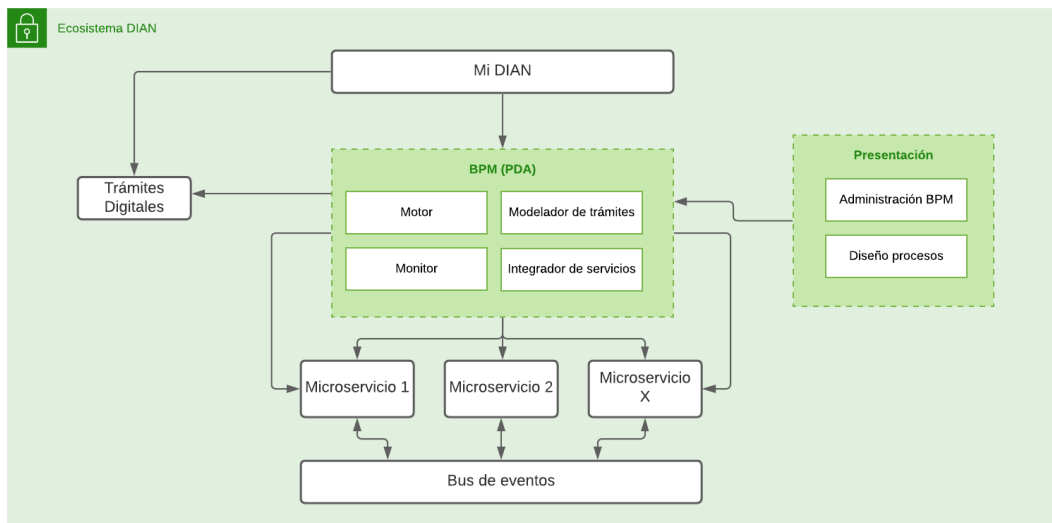 Ecosistema DIAN
Mi DIAN
Trámites
Digitales
BPM (PDA)
Motor
Modelador de trámites
Monitor
Integrador de servicios
Presentación
Administración BPM
Diseño procesos
Microservicio 1
Microservicio 2
Microservicio
X
Bus de eventos